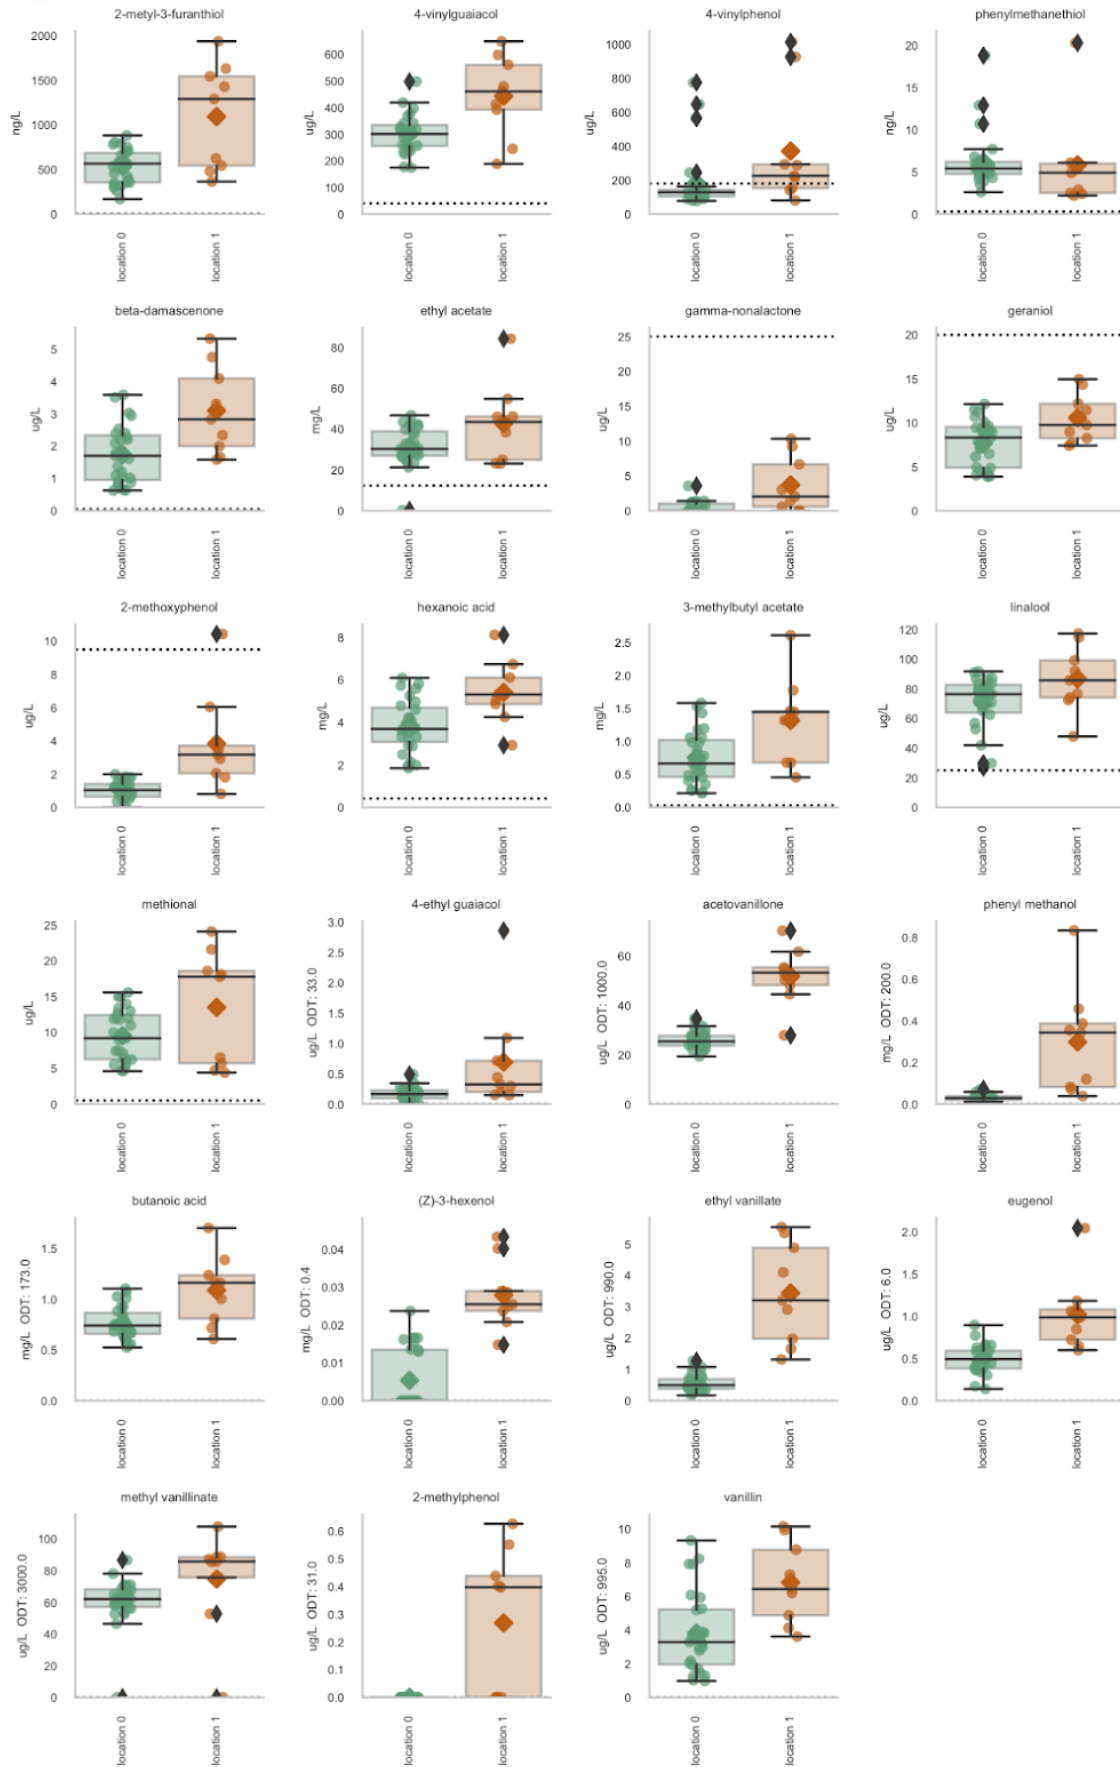 2-metyl-3-furanthiol 4-vinylguaiacol 4-vinylphenol phenylmethanethiol
ng/L ug/L ug/L ng/L
2000 1500 1000 500 0
600 500 400 300 200 100 0
1000 800 600 400 200 0
20 15 10 5 0
location 0 location 1 location 0 location 1 location 0 location 1 location 0 location 1
beta-damascenone ethyl acetate gamma-nonalactone geraniol
ug/L mg/L ug/L ug/L
5 4 3 2 1 0
80 60 40 20 0
25 20 15 10 5 0
20 15 10 5 0
location 0 location 1 location 0 location 1 location 0 location 1 location 0 location 1
2-methoxyphenol hexanoic acid 3-methylbutyl acetate linalool
ug/L mg/L mg/L ug/L
10 8 6 4 2 0
8 6 4 2 0
2.5 2.0 1.5 1.0 0.5 0.0
120 100 80 60 40 20 0
location 0 location 1 location 0 location 1 location 0 location 1 location 0 location 1
methional 4-ethyl guaiacol acetovanillone phenyl methanol
ug/L ug/L ODT: 33.0 ug/L ODT: 1000.0 mg/L ODT: 200.0
25 20 15 10 5 0
3.0 2.5 2.0 1.5 1.0 0.5 0.0
60 40 20 0
0.8 0.6 0.4 0.2 0.0
location 0 location 1 location 0 location 1 location 0 location 1 location 0 location 1
butanoic acid (Z)-3-hexenol ethyl vanillate eugenol
mg/L ODT: 173.0 mg/L ODT: 0.4 ug/L ODT: 990.0 ug/L ODT: 6.0
1.5 1.0 0.5 0.0
0.04 0.03 0.02 0.01 0.00
5 4 3 2 1 0
2.0 1.5 1.0 0.5 0.0
location 0 location 1 location 0 location 1 location 0 location 1 location 0 location 1
methyl vanillinate 2-methylphenol vanillin
ug/L ODT: 3000.0 ug/L ODT: 31.0 ug/L ODT: 995.0
100 80 60 40 20 0
0.6 0.5 0.4 0.3 0.2 0.1 0.0
10 8 6 4 2 0
location 0 location 1 location 0 location 1 location 0 location 1